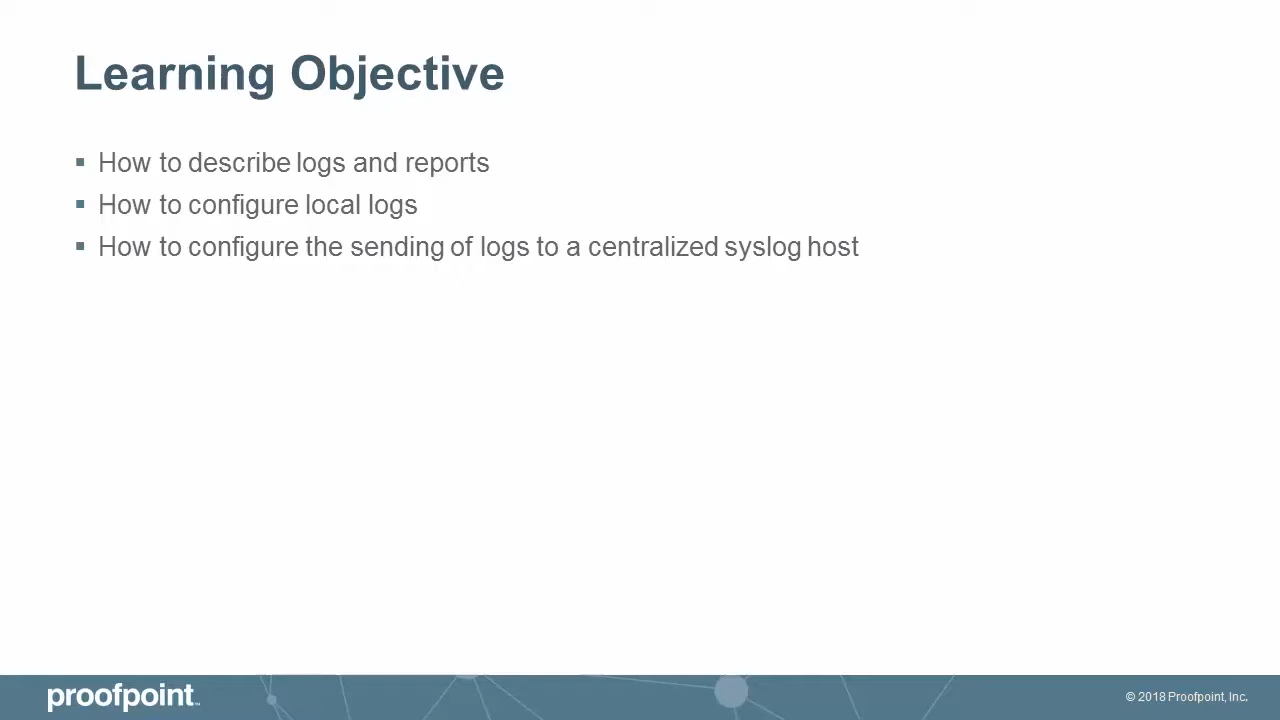 Learning Objective
▪ How to describe logs and reports
▪ How to configure local logs
▪ How to configure the sending of logs to a centralized syslog host
proofpoint™
© 2018 Proofpoint, Inc.